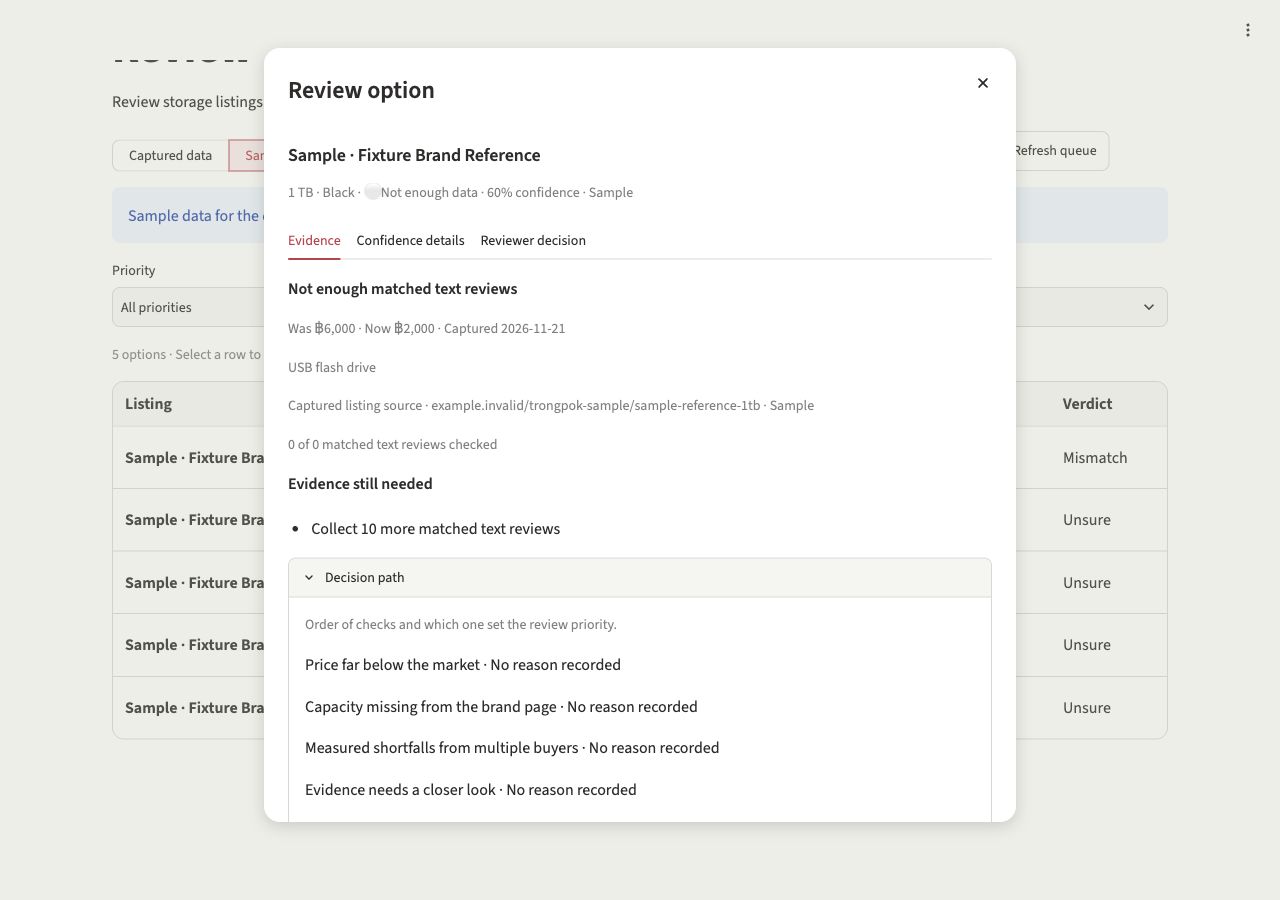 Review option
Review storage listings
Captured data
Refresh queue
Sample data for the
Priority
All priorities
5 options · Select a row to
Listing
Verdict
Sample · Fixture Bra
Mismatch
Sample · Fixture Bra
Unsure
Sample · Fixture Bra
Unsure
Sample · Fixture Bra
Unsure
Sample · Fixture Bra
Unsure
Sample · Fixture Brand Reference
1 TB · Black · Not enough data · 60% confidence · Sample
Evidence
Confidence details
Reviewer decision
Not enough matched text reviews
Was ฿6,000 · Now ฿2,000 · Captured 2026-11-21
USB flash drive
Captured listing source · example.invalid/trongpok-sample/sample-reference-1tb · Sample
0 of 0 matched text reviews checked
Evidence still needed
• Collect 10 more matched text reviews
Decision path
Order of checks and which one set the review priority.
Price far below the market · No reason recorded
Capacity missing from the brand page · No reason recorded
Measured shortfalls from multiple buyers · No reason recorded
Evidence needs a closer look · No reason recorded